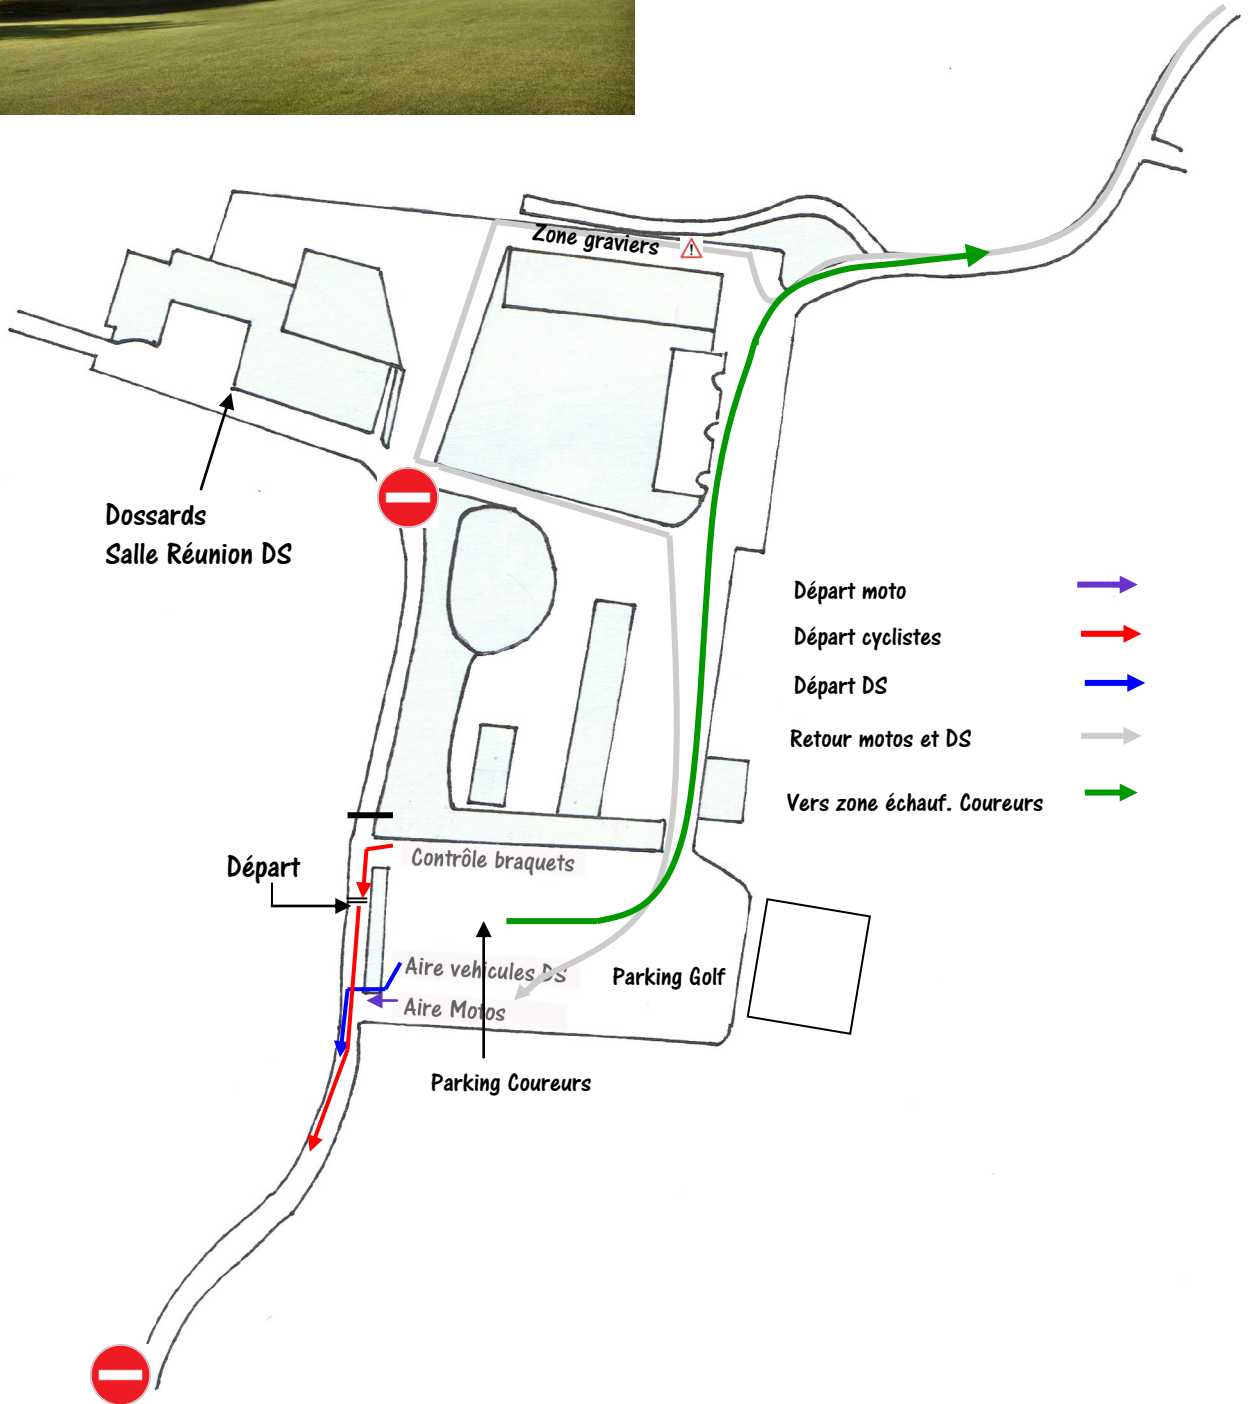 Zone graviers
Dossards
Salle Réunion DS
Départ moto
Départ cyclistes
Départ DS
Retour motos et DS
Vers zone échauf. Coureurs
Contrôle braquets
Départ
Aire vehicules DS
Parking Golf
Aire Motos
Parking Coureurs